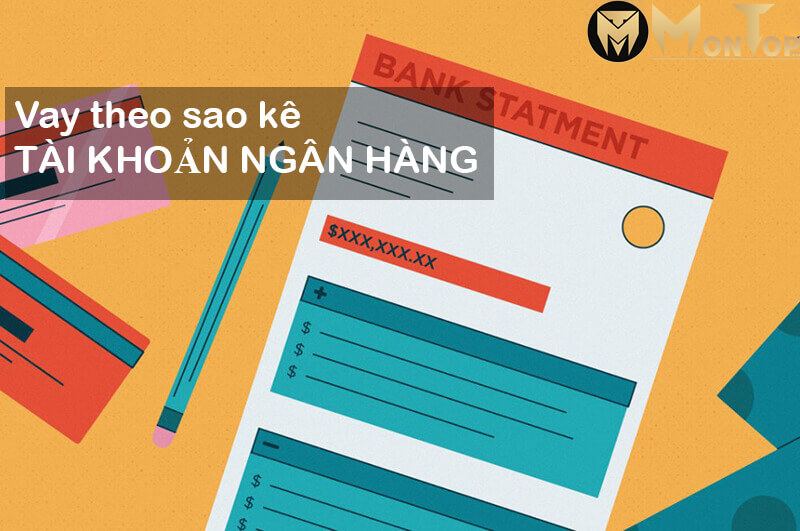 MONTOP
BANK STATMENT
Vay theo sao kê
TÀI KHOẢN NGÂN HÀNG
$XXX,XXX.XX
+
$
$
$
−
$
$
$